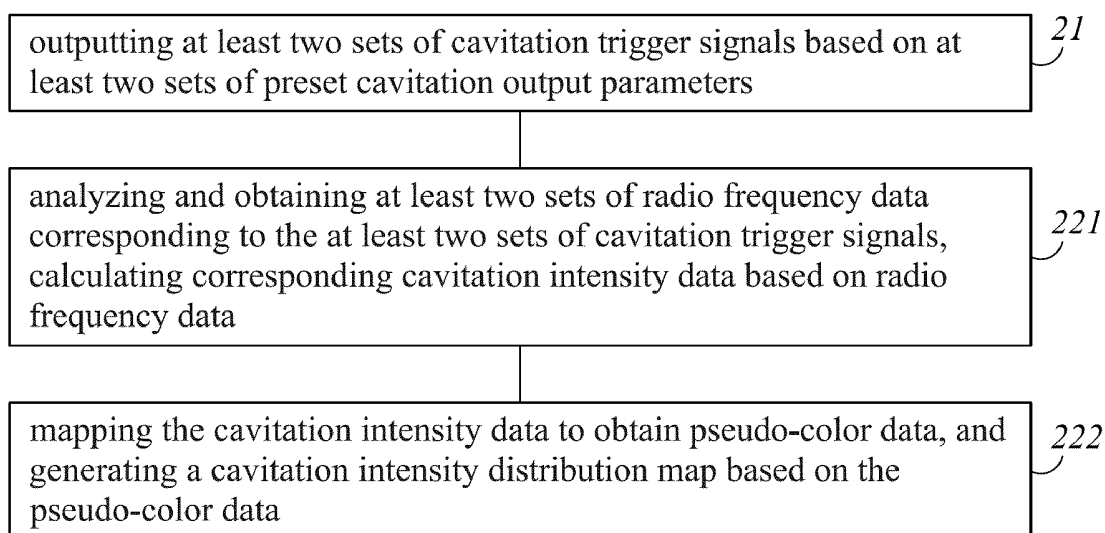 outputting at least two sets of cavitation trigger signals based on at
least two sets of preset cavitation output parameters
21
analyzing and obtaining at least two sets of radio frequency data
corresponding to the at least two sets of cavitation trigger signals,
calculating corresponding cavitation intensity data based on radio
frequency data
221
mapping the cavitation intensity data to obtain pseudo-color data, and
generating a cavitation intensity distribution map based on the
pseudo-color data
222